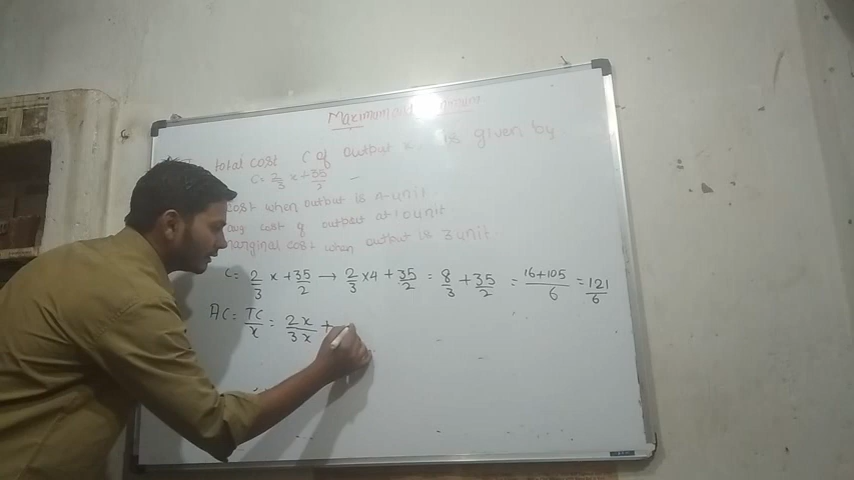 Maximum and
total cost C of output x is given by
C = 2/3 x + 35/2
cost when output is n-unit.
avg cost of output at 10 unit
marginal cost when output is 3 unit.
C = 2/3 x + 35/2 → 2/3 x4 + 35/2 = 8/3 + 35/2 = 16+105/6 = 121/6
AC = TC/x = 2x/3x +